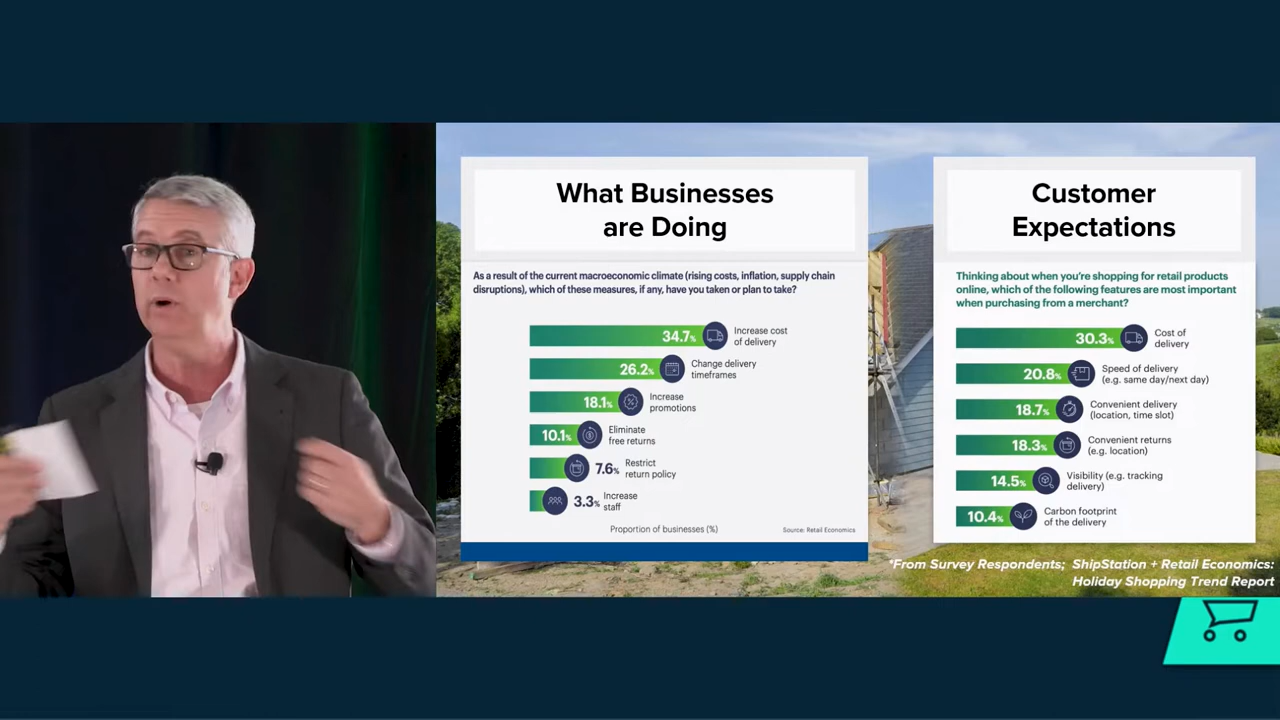 What Businesses
are Doing
As a result of the current macroeconomic climate (rising costs, inflation, supply chain
disruptions), which of these measures, if any, have you taken or plan to take?
34.7%
Increase cost
of delivery
26.2%
Change delivery
timeframes
18.1%
Increase
promotions
10.1%
Eliminate
free returns
7.6%
Restrict
return policy
3.3%
Increase
staff
Proportion of businesses (%)
Source: Retail Economics
Customer
Expectations
Thinking about when you're shopping for retail products
online, which of the following features are most important
when purchasing from a merchant?
30.3%
Cost of
delivery
20.8%
Speed of delivery
(e.g. same day/next day)
18.7%
Convenient delivery
(location, time slot)
18.3%
Convenient returns
(e.g. location)
14.5%
Visibility (e.g. tracking
delivery)
10.4%
Carbon footprint
of the delivery
*From Survey Respondents; ShipStation + Retail Economics:
Holiday Shopping Trend Report